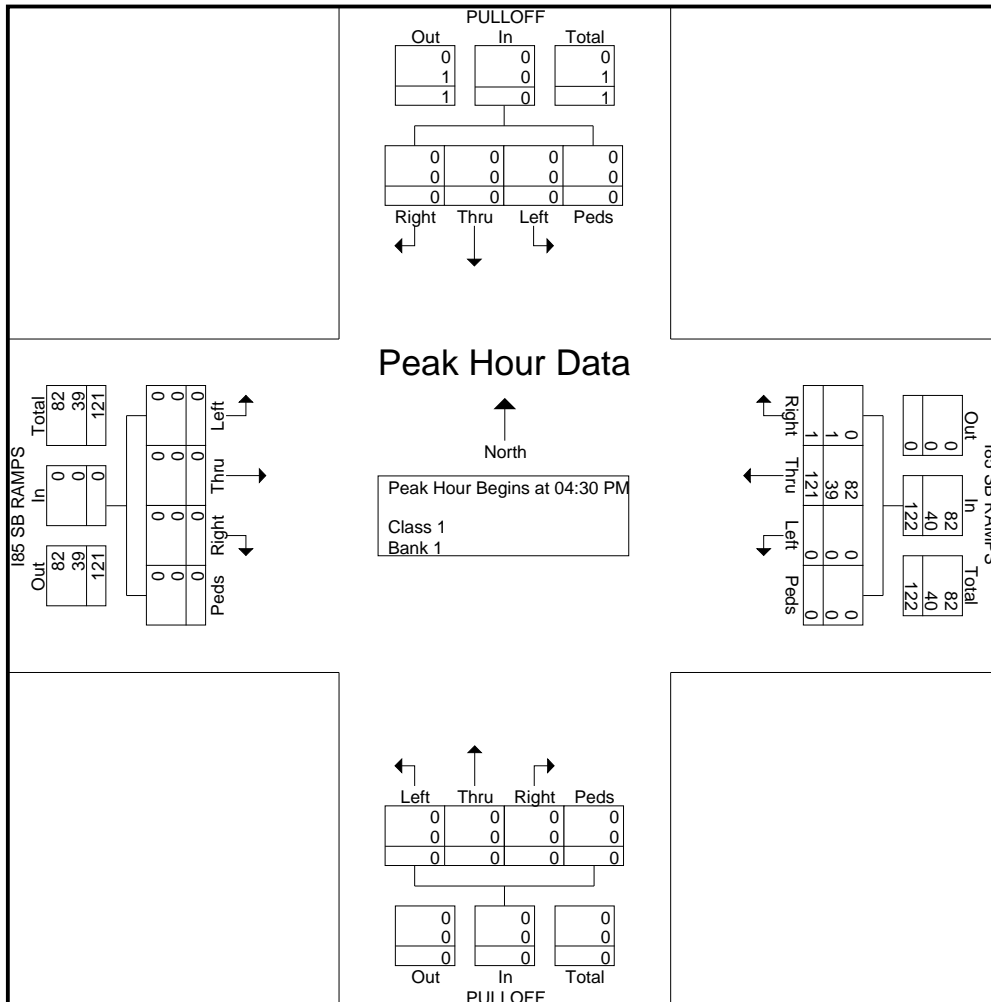 PULLOFF
Out In Total
0 0 0
1 0 1
1 0 1
0 0 0 0
0 0 0 0
0 0 0 0
Right Thru Left Peds
Peak Hour Data
North
Peak Hour Begins at 04:30 PM
Class 1
Bank 1
I85 SB RAMPS
Out In Total
82 0 82
39 0 39
121 0 121
0 0 0 0
0 0 0 0
0 0 0 0
Peds Right Thru Left
Right Thru Left Peds
0 82 0 0
1 39 0 0
1 121 0 0
Out In Total
0 82 82
0 40 40
0 122 122
I85 SB RAMPS
Left Thru Right Peds
0 0 0 0
0 0 0 0
0 0 0 0
0 0 0
0 0 0
0 0 0
Out In Total
PULLOFF